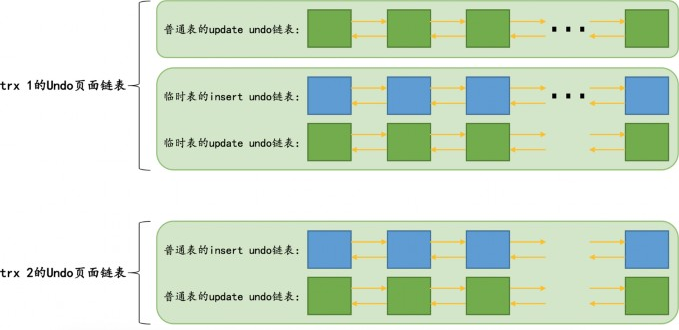 普通表的update undo链表：
trx 1的Undo页面链表
临时表的insert undo链表：
临时表的update undo链表：
普通表的insert undo链表：
trx 2的Undo页面链表
普通表的update undo链表：